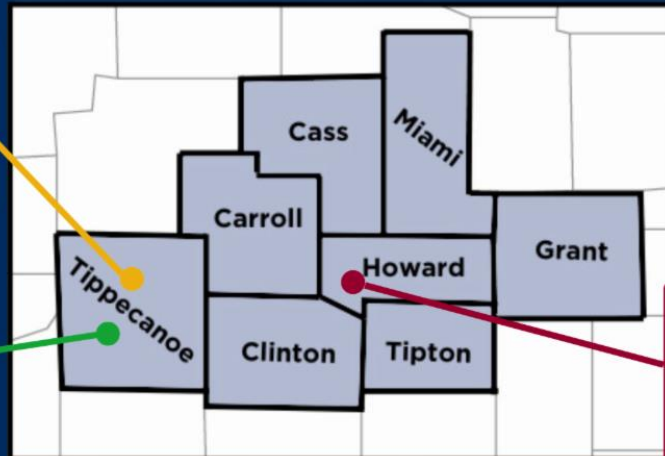 Cass
Miami
Carroll
Grant
Howard
Tippecanoe
Clinton
Tipton